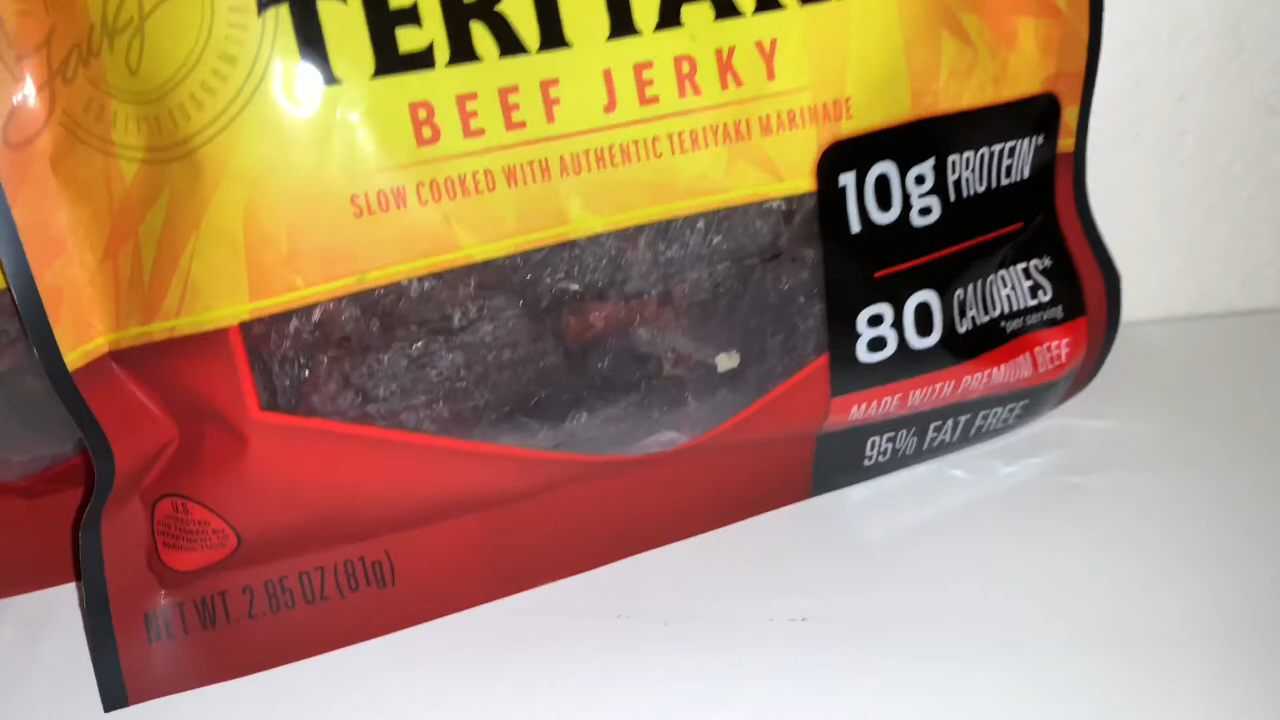 TERIYAKI
BEEF JERKY
SLOW COOKED WITH AUTHENTIC TERIYAKI MARINADE
10g PROTEIN*
80 CALORIES*
*per serving
MADE WITH PREMIUM BEEF
95% FAT FREE
U.S.
NET WT. 2.85 OZ (81g)